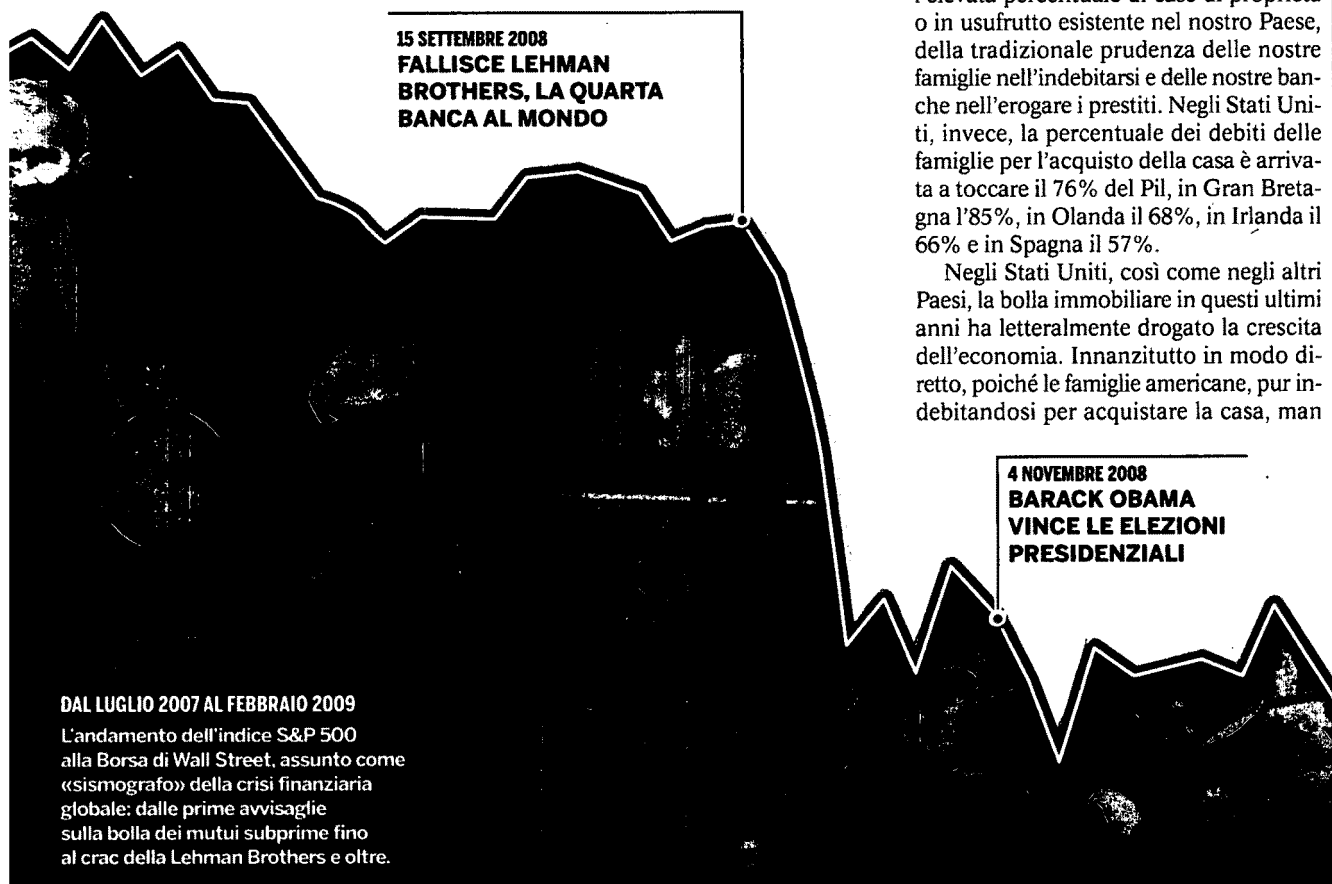 15 SETTEMBRE 2008
FALLISCE LEHMAN
BROTHERS, LA QUARTA
BANCA AL MONDO
l'elevata percentuale di case di proprietà
o in usufrutto esistente nel nostro Paese,
della tradizionale prudenza delle nostre
famiglie nell'indebitarsi e delle nostre ban-
che nell'erogare i prestiti. Negli Stati Uni-
ti, invece, la percentuale dei debiti delle
famiglie per l'acquisto della casa è arriva-
ta a toccare il 76% del Pil, in Gran Breta-
gna l'85%, in Olanda il 68%, in Irlanda il
66% e in Spagna il 57%.
Negli Stati Uniti, così come negli altri
Paesi, la bolla immobiliare in questi ultimi
anni ha letteralmente drogato la crescita
dell'economia. Innanzitutto in modo di-
retto, poiché le famiglie americane, pur in-
debitandosi per acquistare la casa, man
4 NOVEMBRE 2008
BARACK OBAMA
VINCE LE ELEZIONI
PRESIDENZIALI
DAL LUGLIO 2007 AL FEBBRAIO 2009
L'andamento dell'indice S&P 500
alla Borsa di Wall Street, assunto come
«sismografo» della crisi finanziaria
globale: dalle prime avvisaglie
sulla bolla dei mutui subprime fino
al crac della Lehman Brothers e oltre.